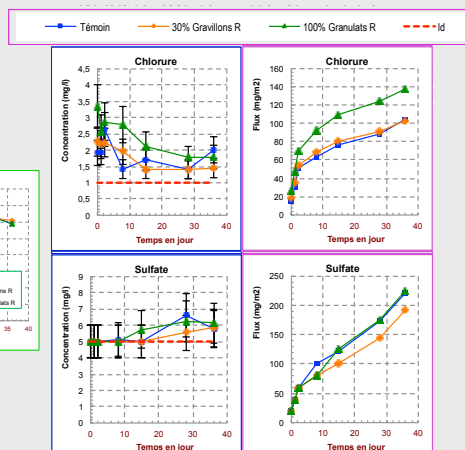 Témoin 30% Gravillons R 100% Granulats R Id
Chlorure
Concentration (mg/l)
4,5
4
3,5
3
2,5
2
1,5
1
0,5
0
0 10 20 30 40
Temps en jour
Chlorure
Flux (mg/m2)
160
140
120
100
80
60
40
20
0
0 10 20 30 40
Temps en jour
ns R
ats R
35 40
Sulfate
Concentration (mg/l)
9
8
7
6
5
4
3
2
1
0
0 10 20 30 40
Temps en jour
Sulfate
Flux (mg/m2)
250
200
150
100
50
0
0 10 20 30 40
Temps en jour